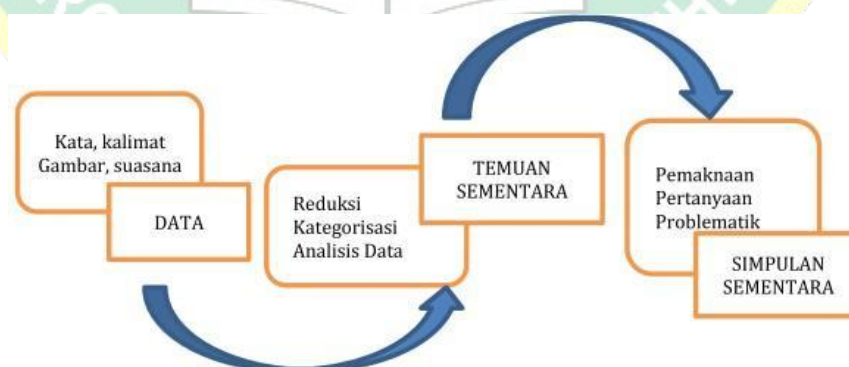 Kata, kalimat
Gambar, suasana
DATA
Reduksi
Kategorisasi
Analisis Data
TEMUAN
SEMENTARA
Pemaknaan
Pertanyaan
Problematik
SIMPULAN
SEMENTARA